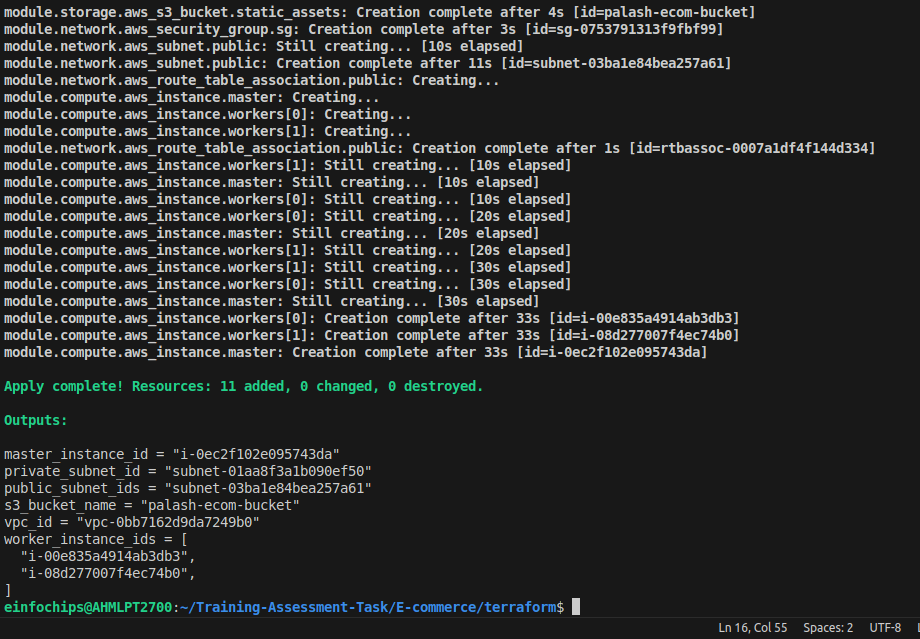 module.storage.aws_s3_bucket.static_assets: Creation complete after 4s [id=palash-ecom-bucket]
module.network.aws_security_group.sg: Creation complete after 3s [id=sg-0753791313f9fbf99]
module.network.aws_subnet.public: Still creating... [10s elapsed]
module.network.aws_subnet.public: Creation complete after 11s [id=subnet-03ba1e84bea257a61]
module.network.aws_route_table_association.public: Creating...
module.compute.aws_instance.master: Creating...
module.compute.aws_instance.workers[0]: Creating...
module.compute.aws_instance.workers[1]: Creating...
module.network.aws_route_table_association.public: Creation complete after 1s [id=rtbassoc-0007a1df4f144d334]
module.compute.aws_instance.workers[1]: Still creating... [10s elapsed]
module.compute.aws_instance.master: Still creating... [10s elapsed]
module.compute.aws_instance.workers[0]: Still creating... [10s elapsed]
module.compute.aws_instance.workers[0]: Still creating... [20s elapsed]
module.compute.aws_instance.master: Still creating... [20s elapsed]
module.compute.aws_instance.workers[1]: Still creating... [20s elapsed]
module.compute.aws_instance.workers[1]: Still creating... [30s elapsed]
module.compute.aws_instance.workers[0]: Still creating... [30s elapsed]
module.compute.aws_instance.master: Still creating... [30s elapsed]
module.compute.aws_instance.workers[0]: Creation complete after 33s [id=i-00e835a4914ab3db3]
module.compute.aws_instance.workers[1]: Creation complete after 33s [id=i-08d277007f4ec74b0]
module.compute.aws_instance.master: Creation complete after 33s [id=i-0ec2f102e095743da]
Apply complete! Resources: 11 added, 0 changed, 0 destroyed.
Outputs:
master_instance_id = "i-0ec2f102e095743da"
private_subnet_id = "subnet-01aa8f3a1b090ef50"
public_subnet_ids = "subnet-03ba1e84bea257a61"
s3_bucket_name = "palash-ecom-bucket"
vpc_id = "vpc-0bb7162d9da7249b0"
worker_instance_ids = [
"i-00e835a4914ab3db3",
"i-08d277007f4ec74b0",
]
einfochips@AHMLPT2700:~/Training-Assessment-Task/E-commerce/terraform$
Ln 16, Col 55 Spaces: 2 UTF-8